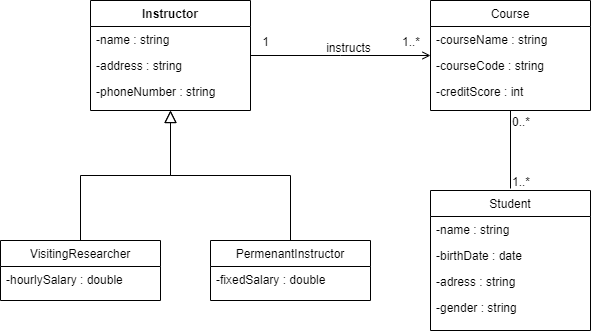 Instructor
-name : string
-address : string
-phoneNumber : string
1
instructs
1..*
Course
-courseName : string
-courseCode : string
-creditScore : int
0..*
1..*
Student
-name : string
-birthDate : date
-adress : string
-gender : string
VisitingResearcher
-hourlySalary : double
PermenantInstructor
-fixedSalary : double